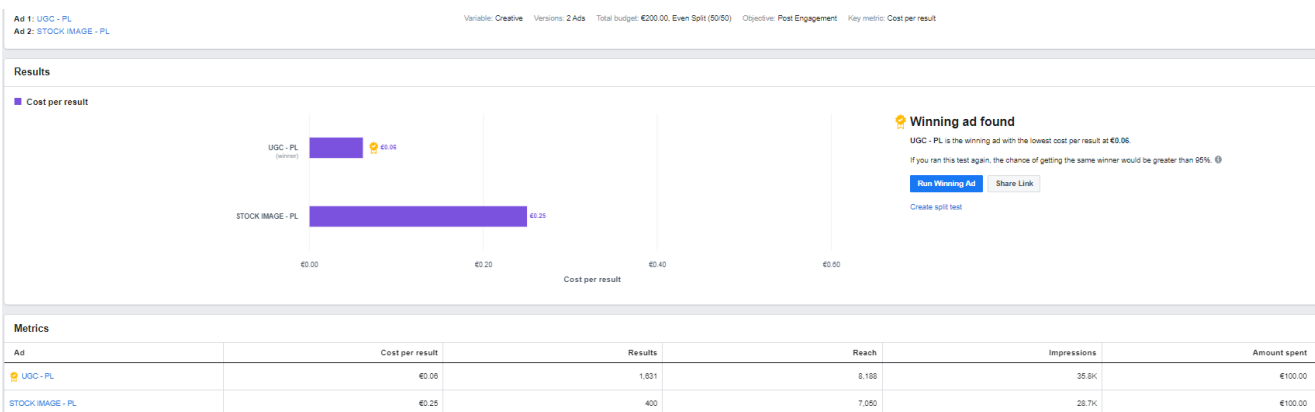 Ad 1: UGC - PL
Variable: Creative Versions: 2 Ads Total budget: €200.00, Even Split (50/50) Objective: Post Engagement Key metric: Cost per result
Ad 2: STOCK IMAGE - PL
Results
Cost per result
UGC - PL
(winner)
€0.06
STOCK IMAGE - PL
€0.25
€0.00 €0.20 €0.40 €0.60
Cost per result
Winning ad found
UGC - PL is the winning ad with the lowest cost per result at €0.06.
If you ran this test again, the chance of getting the same winner would be greater than 95%.
Run Winning Ad Share Link
Create split test
Metrics
Ad Cost per result Results Reach Impressions Amount spent
UGC - PL €0.06 1,631 8,188 35.8K €100.00
STOCK IMAGE - PL €0.25 400 7,050 28.7K €100.00